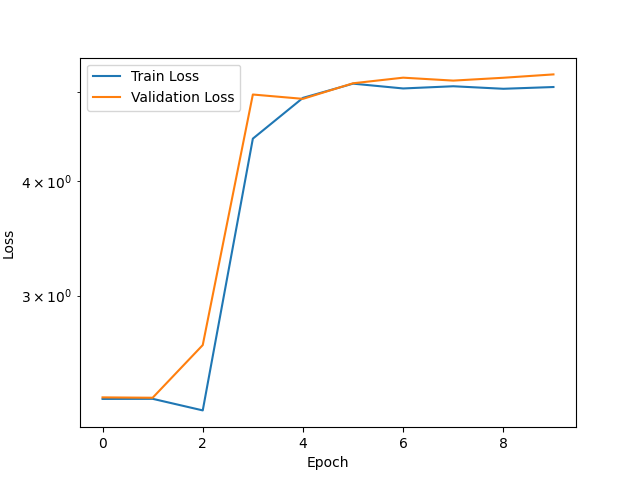 Train Loss
Validation Loss
4 × 10⁰
3 × 10⁰
Loss
0 2 4 6 8
Epoch